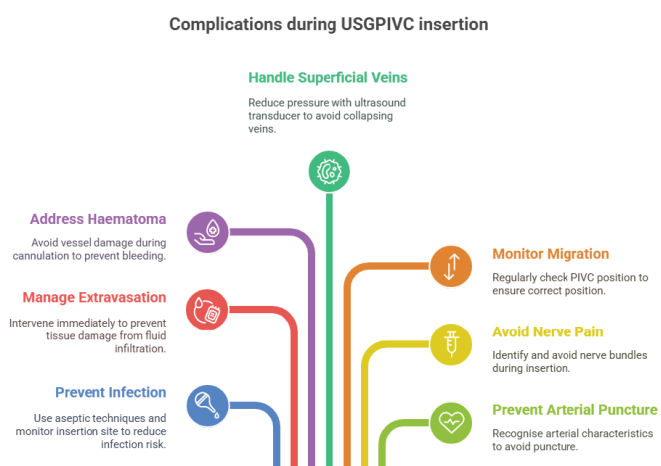 Complications during USGPIVC insertion
Handle Superficial Veins
Reduce pressure with ultrasound
transducer to avoid collapsing
veins.
Address Haematoma
Avoid vessel damage during
cannulation to prevent bleeding.
Manage Extravasation
Intervene immediately to prevent
tissue damage from fluid
infiltration.
Prevent Infection
Use aseptic techniques and
monitor insertion site to reduce
infection risk.
Monitor Migration
Regularly check PIVC position to
ensure correct position.
Avoid Nerve Pain
Identify and avoid nerve bundles
during insertion.
Prevent Arterial Puncture
Recognise arterial characteristics
to avoid puncture.